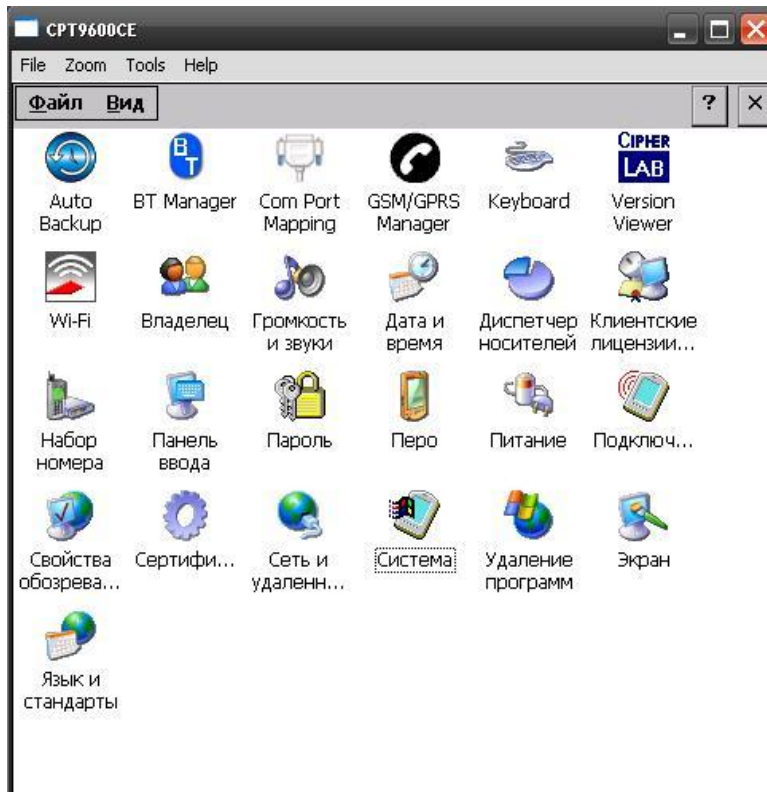 CPT9600CE
File Zoom Tools Help
Файл Вид ? ×
BT
CIPHER
LAB
Auto
Backup
BT Manager
Com Port
Mapping
GSM/GPRS
Manager
Keyboard
Version
Viewer
Wi-Fi
Владелец
Громкость
и звуки
Дата и
время
Диспетчер
носителей
Клиентские
лицензии...
Набор
номера
Панель
ввода
Пароль
Перо
Питание
Подключ...
Свойства
обозрева...
Сертифи...
Сеть и
удаленн...
Система
Удаление
программ
Экран
Язык и
стандарты